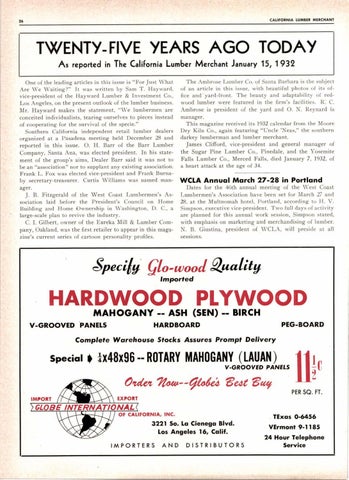 26
CALIFORNIA LUMBER MERCHANT
TWENTY-FIVE YEARS AGO TODAY
As reported in The California Lumber Merchant January 15, 1932
One of the leading articles in this issue is "For Just What
Are We Waiting?" It was written by Sam T. Hayward,
vice-president of the Hayward Lumber & Investment Co.,
Los Angeles, on the present outlook of the lumber business.
Mr. Hayward makes the statement, "We lumbermen are
conceited individualists, tearing ourselves to pieces instead
of cooperating for the survival of the specie."
Southern California independent retail lumber dealers
organized at a Pasadena meeting held December 28 and
reported in this issue. O. H. Barr of the Barr Lumber
Company, Santa Ana, was elected president. In his state-
ment of the group's aims, Dealer Barr said it was not to
be an "association" nor to supplant any existing association.
Frank L. Fox was elected vice-president and Frank Burna-
by secretary-treasurer. Curtis Williams was named man-
ager.
J. B. Fitzgerald of the West Coast Lumbermen's As-
sociation laid before the President's Council on Home
Building and Home Ownership in Washington, D. C., a
large-scale plan to revive the industry.
C. I. Gilbert, owner of the Eureka Mill & Lumber Com-
pany, Oakland, was the first retailer to appear in this mag-
azine's current series of cartoon personality profiles.
The Ambrose Lumber Co. of Santa Barbara is the subject
of an article in this issue, with beautiful photos of its of-
fice and yard-front. The beauty and adaptability of red-
wood lumber were featured in the firm's facilities. R. C.
Ambrose is president of the yard and O. N. Reynard is
manager.
This magazine received its 1932 calendar from the Moore
Dry Kiln Co., again featuring "Uncle 'Zeus," the southern
darkey lumberman and lumber merchant.
James Clifford, vice-president and general manager of
the Sugar Pine Lumber Co., Pinedale, and the Yosemite
Falls Lumber Co., Merced Falls, died January 7, 1932, of
a heart attack at the age of 34.
WCLA Annual March 27-28 in Portland
Dates for the 46th annual meeting of the West Coast
Lumbermen's Association have been set for March 27 and
28, at the Multnomah hotel, Portland, according to H. V.
Simpson, executive vice-president. Two full days of activity
are planned for this annual work session, Simpson stated,
with emphasis on marketing and merchandising of lumber.
N. B. Giustina, president of WCLA, will preside at all
sessions.
Specify Glo-wood Quality
Imported
HARDWOOD PLYWOOD
MAHOGANY -- ASH (SEN) -- BIRCH
V-GROOVED PANELS HARDBOARD PEG-BOARD
Complete Warehouse Stocks Assures Prompt Delivery
Special ¼x48x96 -- ROTARY MAHOGANY (LAUAN)
V-GROOVED PANELS
11½¢
PER SQ. FT.
Order Now--Globe's Best Buy
IMPORT EXPORT
GLOBE INTERNATIONAL
OF CALIFORNIA, INC.
3221 So. La Cienega Blvd.
Los Angeles 16, Calif.
IMPORTERS AND DISTRIBUTORS
TExas 0-6456
VErmont 9-1185
24 Hour Telephone
Service